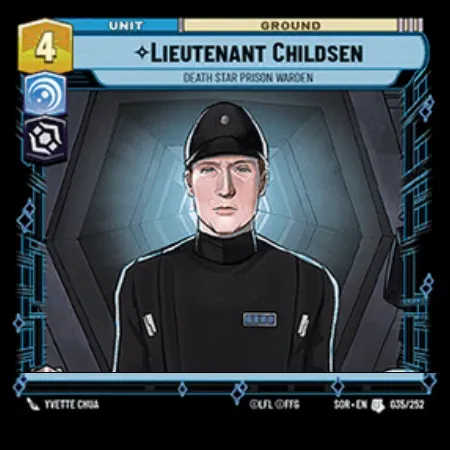 UNIT
GROUND
4
LIEUTENANT CHILDSEN
DEATH STAR PRISON WARDEN
YVETTE CHUA
©LFL ©FFG
SOR • EN
035/252